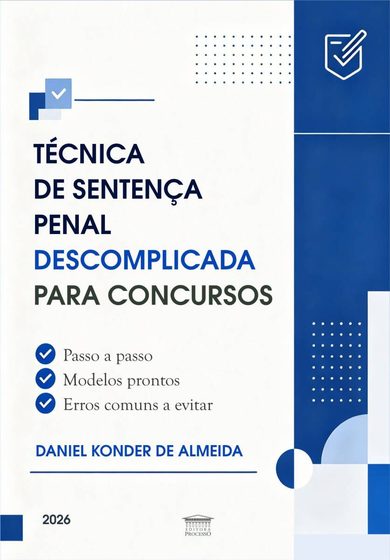 TÉCNICA
DE SENTENÇA
PENAL
DESCOMPLICADA
PARA CONCURSOS
Passo a passo
Modelos prontos
Erros comuns a evitar
DANIEL KONDER DE ALMEIDA
2026
EDITORA
PROCESSO